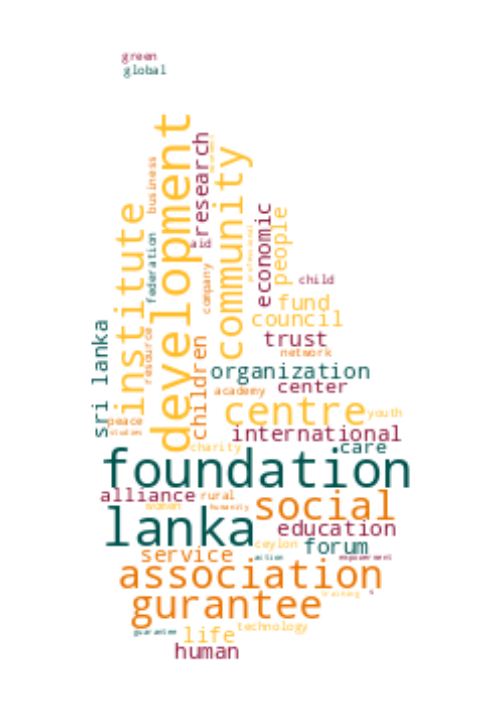 green
global
development
research
community
business
institute
people
economic
aid
federation
professional
company
child
fund
council
sri lanka
resource
children
trust
network
organization
center
academy
centre
youth
peace
studies
international
charity
care
foundation
alliance
rural
social
women
humanity
lanka
education
ceylon
forum
service
action
empowerment
association
training
gurantee
guarantee
life
technology
human